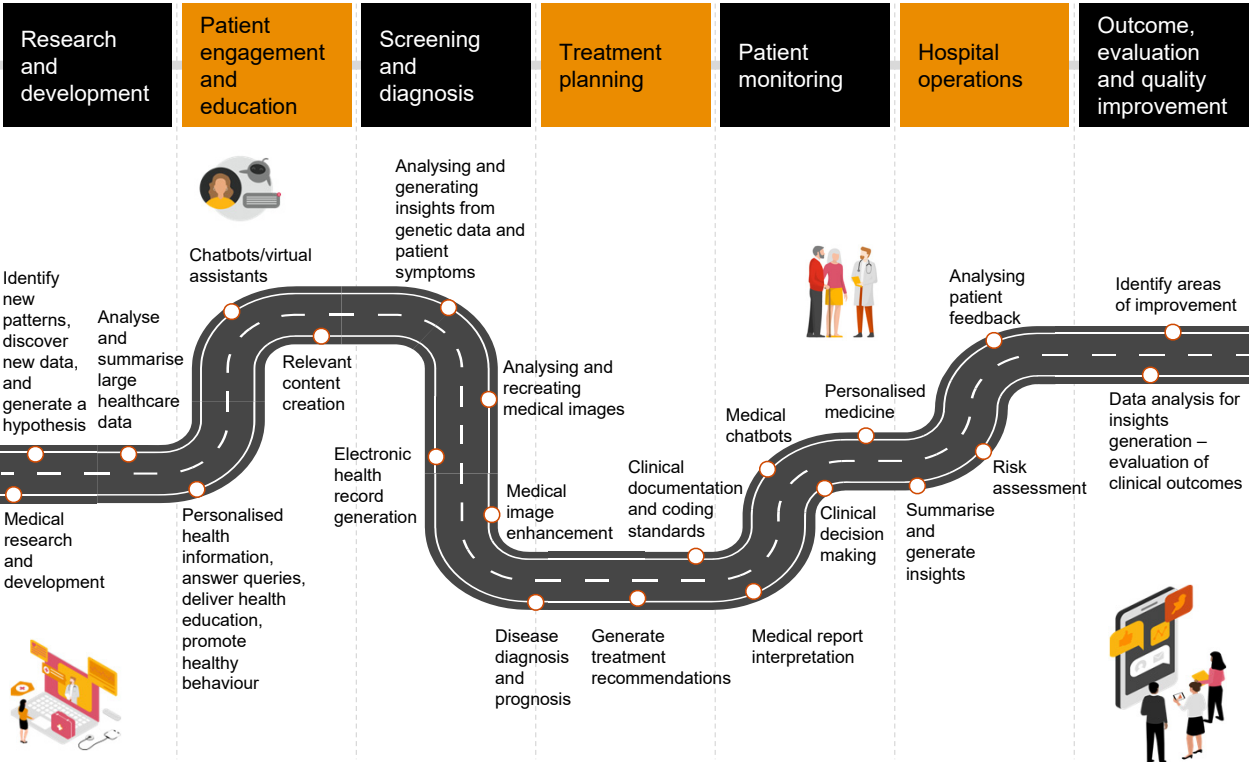 Research
and
development
Patient
engagement
and
education
Screening
and
diagnosis
Treatment
planning
Patient
monitoring
Hospital
operations
Outcome,
evaluation
and quality
improvement
Identify
new
patterns,
discover
new data,
and
generate a
hypothesis
Analyse
and
summarise
large
healthcare
data
Medical
research
and
development
Chatbots/virtual
assistants
Relevant
content
creation
Personalised
health
information,
answer queries,
deliver health
education,
promote
healthy
behaviour
Analysing and
generating
insights from
genetic data and
patient
symptoms
Analysing and
recreating
medical images
Electronic
health
record
generation
Medical
image
enhancement
Disease
diagnosis
and
prognosis
Clinical
documentation
and coding
standards
Generate
treatment
recommendations
Medical
chatbots
Personalised
medicine
Clinical
decision
making
Medical report
interpretation
Analysing
patient
feedback
Risk
assessment
Summarise
and
generate
insights
Identify areas
of improvement
Data analysis for
insights
generation –
evaluation of
clinical outcomes